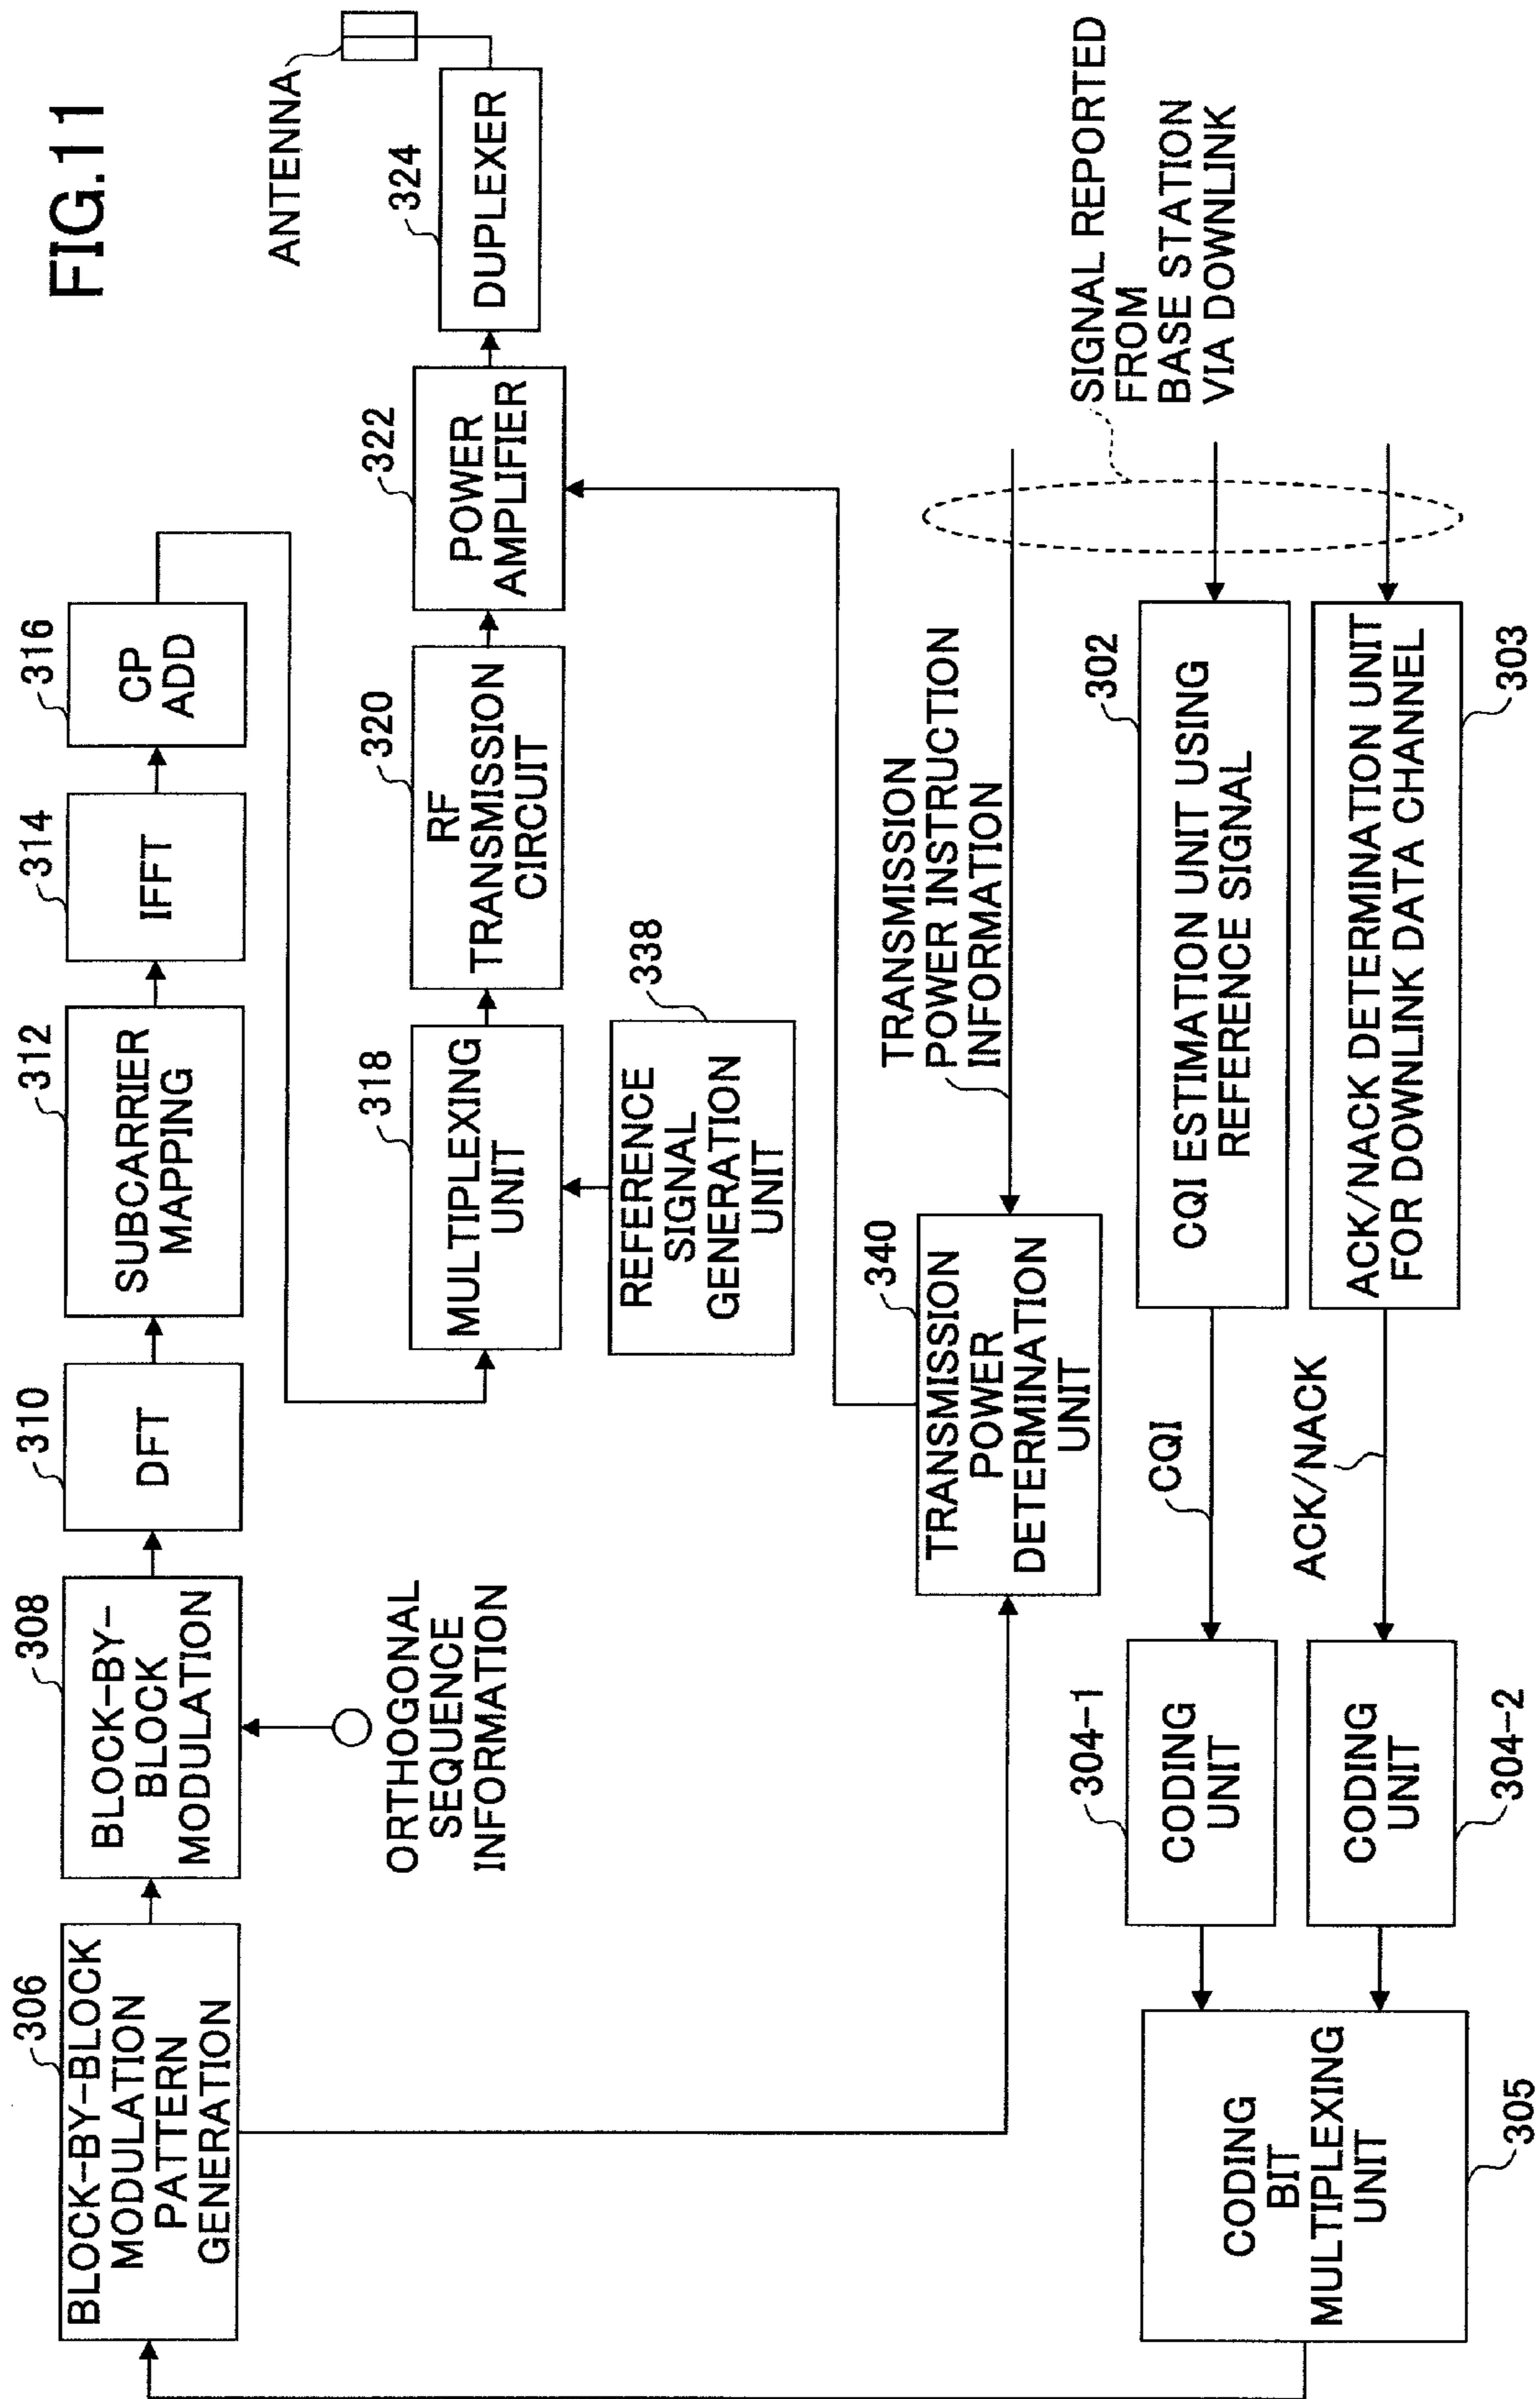 FIG.11
306
BLOCK-BY-BLOCK
MODULATION
PATTERN
GENERATION
308
BLOCK-BY-
BLOCK
MODULATION
ORTHOGONAL
SEQUENCE
INFORMATION
310
DFT
312
SUBCARRIER
MAPPING
314
IFFT
316
CP
ADD
318
MULTIPLEXING
UNIT
REFERENCE
SIGNAL
GENERATION
UNIT
338
320
RF
TRANSMISSION
CIRCUIT
322
POWER
AMPLIFIER
324
DUPLEXER
ANTENNA
340
TRANSMISSION
POWER
DETERMINATION
UNIT
TRANSMISSION
POWER INSTRUCTION
INFORMATION
SIGNAL REPORTED
FROM
BASE STATION
VIA DOWNLINK
305
CODING
BIT
MULTIPLEXING
UNIT
304-1
CODING
UNIT
CODING
UNIT
304-2
CQI
ACK/NACK
302
CQI ESTIMATION UNIT USING
REFERENCE SIGNAL
ACK/NACK DETERMINATION UNIT
FOR DOWNLINK DATA CHANNEL
303